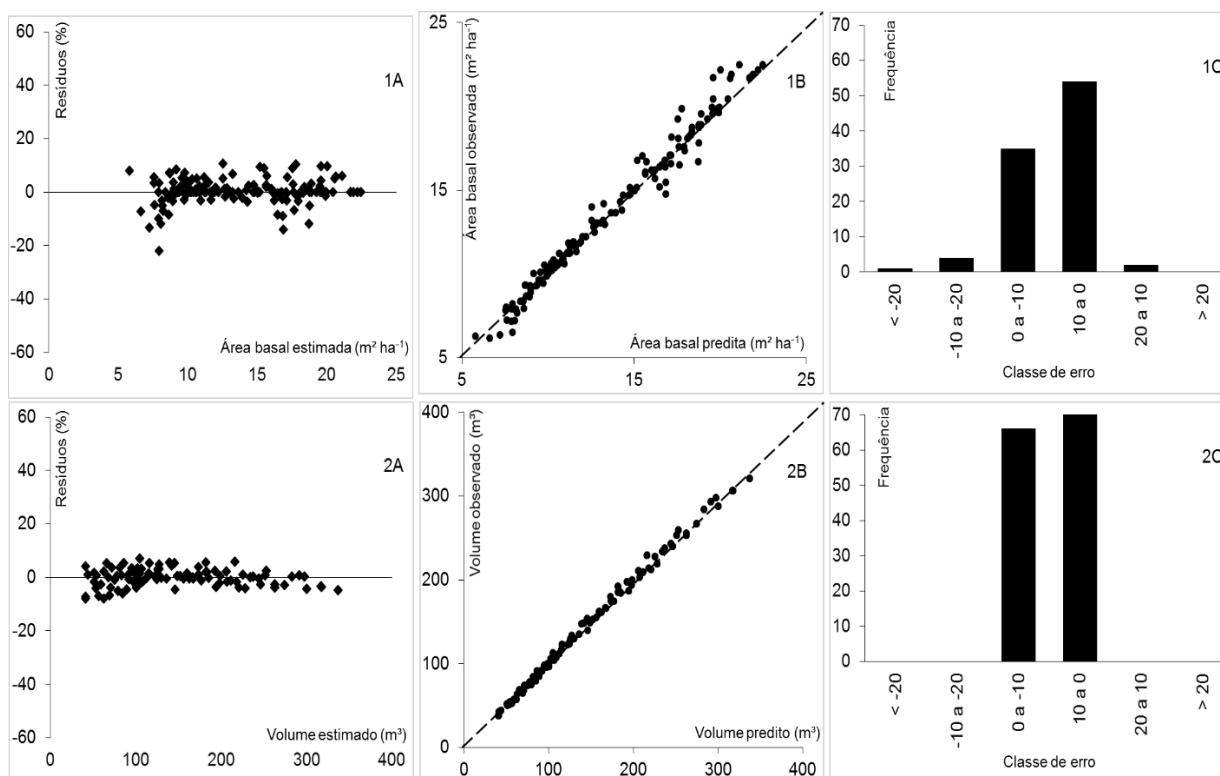 60
40
20
0
-20
-40
-60
Resíduos (%)
1A
Área basal estimada (m² ha⁻¹)
0 5 10 15 20 25
25
15
5
Área basal observada (m² ha⁻¹)
1B
Área basal predita (m² ha⁻¹)
5 15 25
70
60
50
40
30
20
10
0
Frequência
1C
< -20
-10 a -20
0 a -10
10 a 0
20 a 10
> 20
Classe de erro
60
40
20
0
-20
-40
-60
Resíduos (%)
2A
Volume estimado (m³)
0 100 200 300 400
400
300
200
100
0
Volume observado (m³)
2B
Volume predito (m³)
0 100 200 300 400
70
60
50
40
30
20
10
0
Frequência
2C
< -20
-10 a -20
0 a -10
10 a 0
20 a 10
> 20
Classe de erro